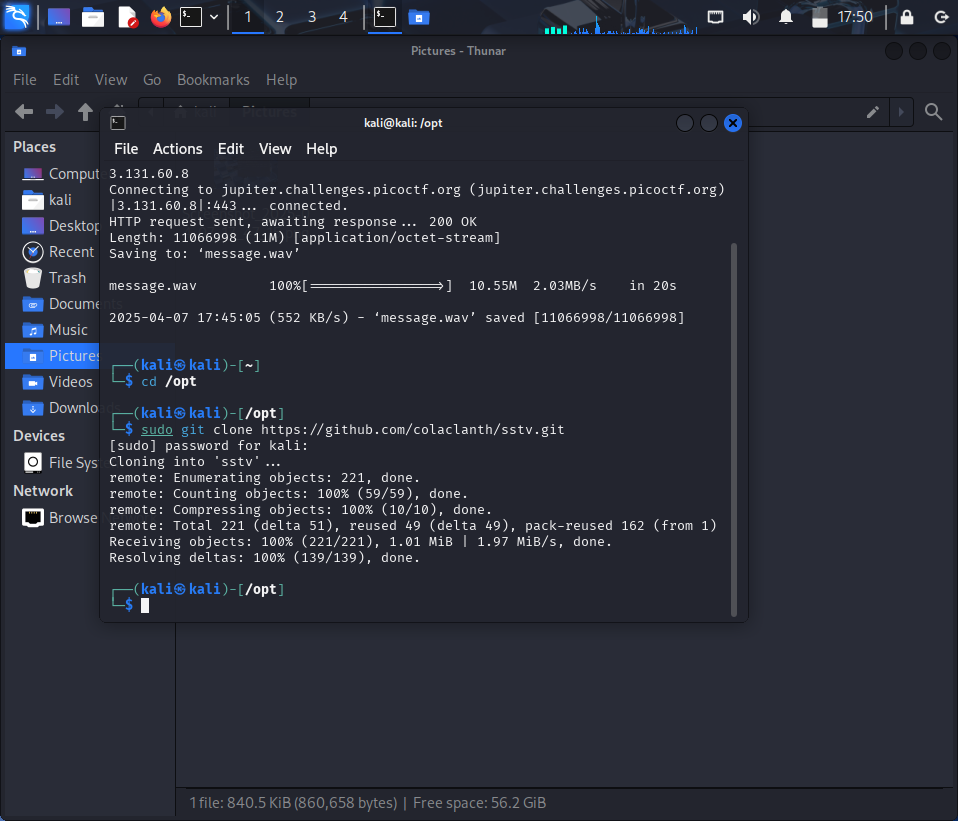 1 2 3 4 17:50
Pictures - Thunar
File Edit View Go Bookmarks Help
kali Pictures
Places
Comput
kali
Desktop
Recent
Trash
Documents
Music
Pictures
Videos
Downloa
Devices
File Syst
Network
Browse
kali@kali: /opt
File Actions Edit View Help
3.131.60.8
Connecting to jupiter.challenges.picoctf.org (jupiter.challenges.picoctf.org)
|3.131.60.8|:443... connected.
HTTP request sent, awaiting response... 200 OK
Length: 11066998 (11M) [application/octet-stream]
Saving to: ‘message.wav’
message.wav 100%[=================>] 10.55M 2.03MB/s in 20s
2025-04-07 17:45:05 (552 KB/s) - ‘message.wav’ saved [11066998/11066998]
┌──(kali㉿kali)-[~]
└─$ cd /opt
┌──(kali㉿kali)-[/opt]
└─$ sudo git clone https://github.com/colaclanth/sstv.git
[sudo] password for kali:
Cloning into 'sstv'...
remote: Enumerating objects: 221, done.
remote: Counting objects: 100% (59/59), done.
remote: Compressing objects: 100% (10/10), done.
remote: Total 221 (delta 51), reused 49 (delta 49), pack-reused 162 (from 1)
Receiving objects: 100% (221/221), 1.01 MiB | 1.97 MiB/s, done.
Resolving deltas: 100% (139/139), done.
┌──(kali㉿kali)-[/opt]
└─$
1 file: 840.5 KiB (860,658 bytes) | Free space: 56.2 GiB